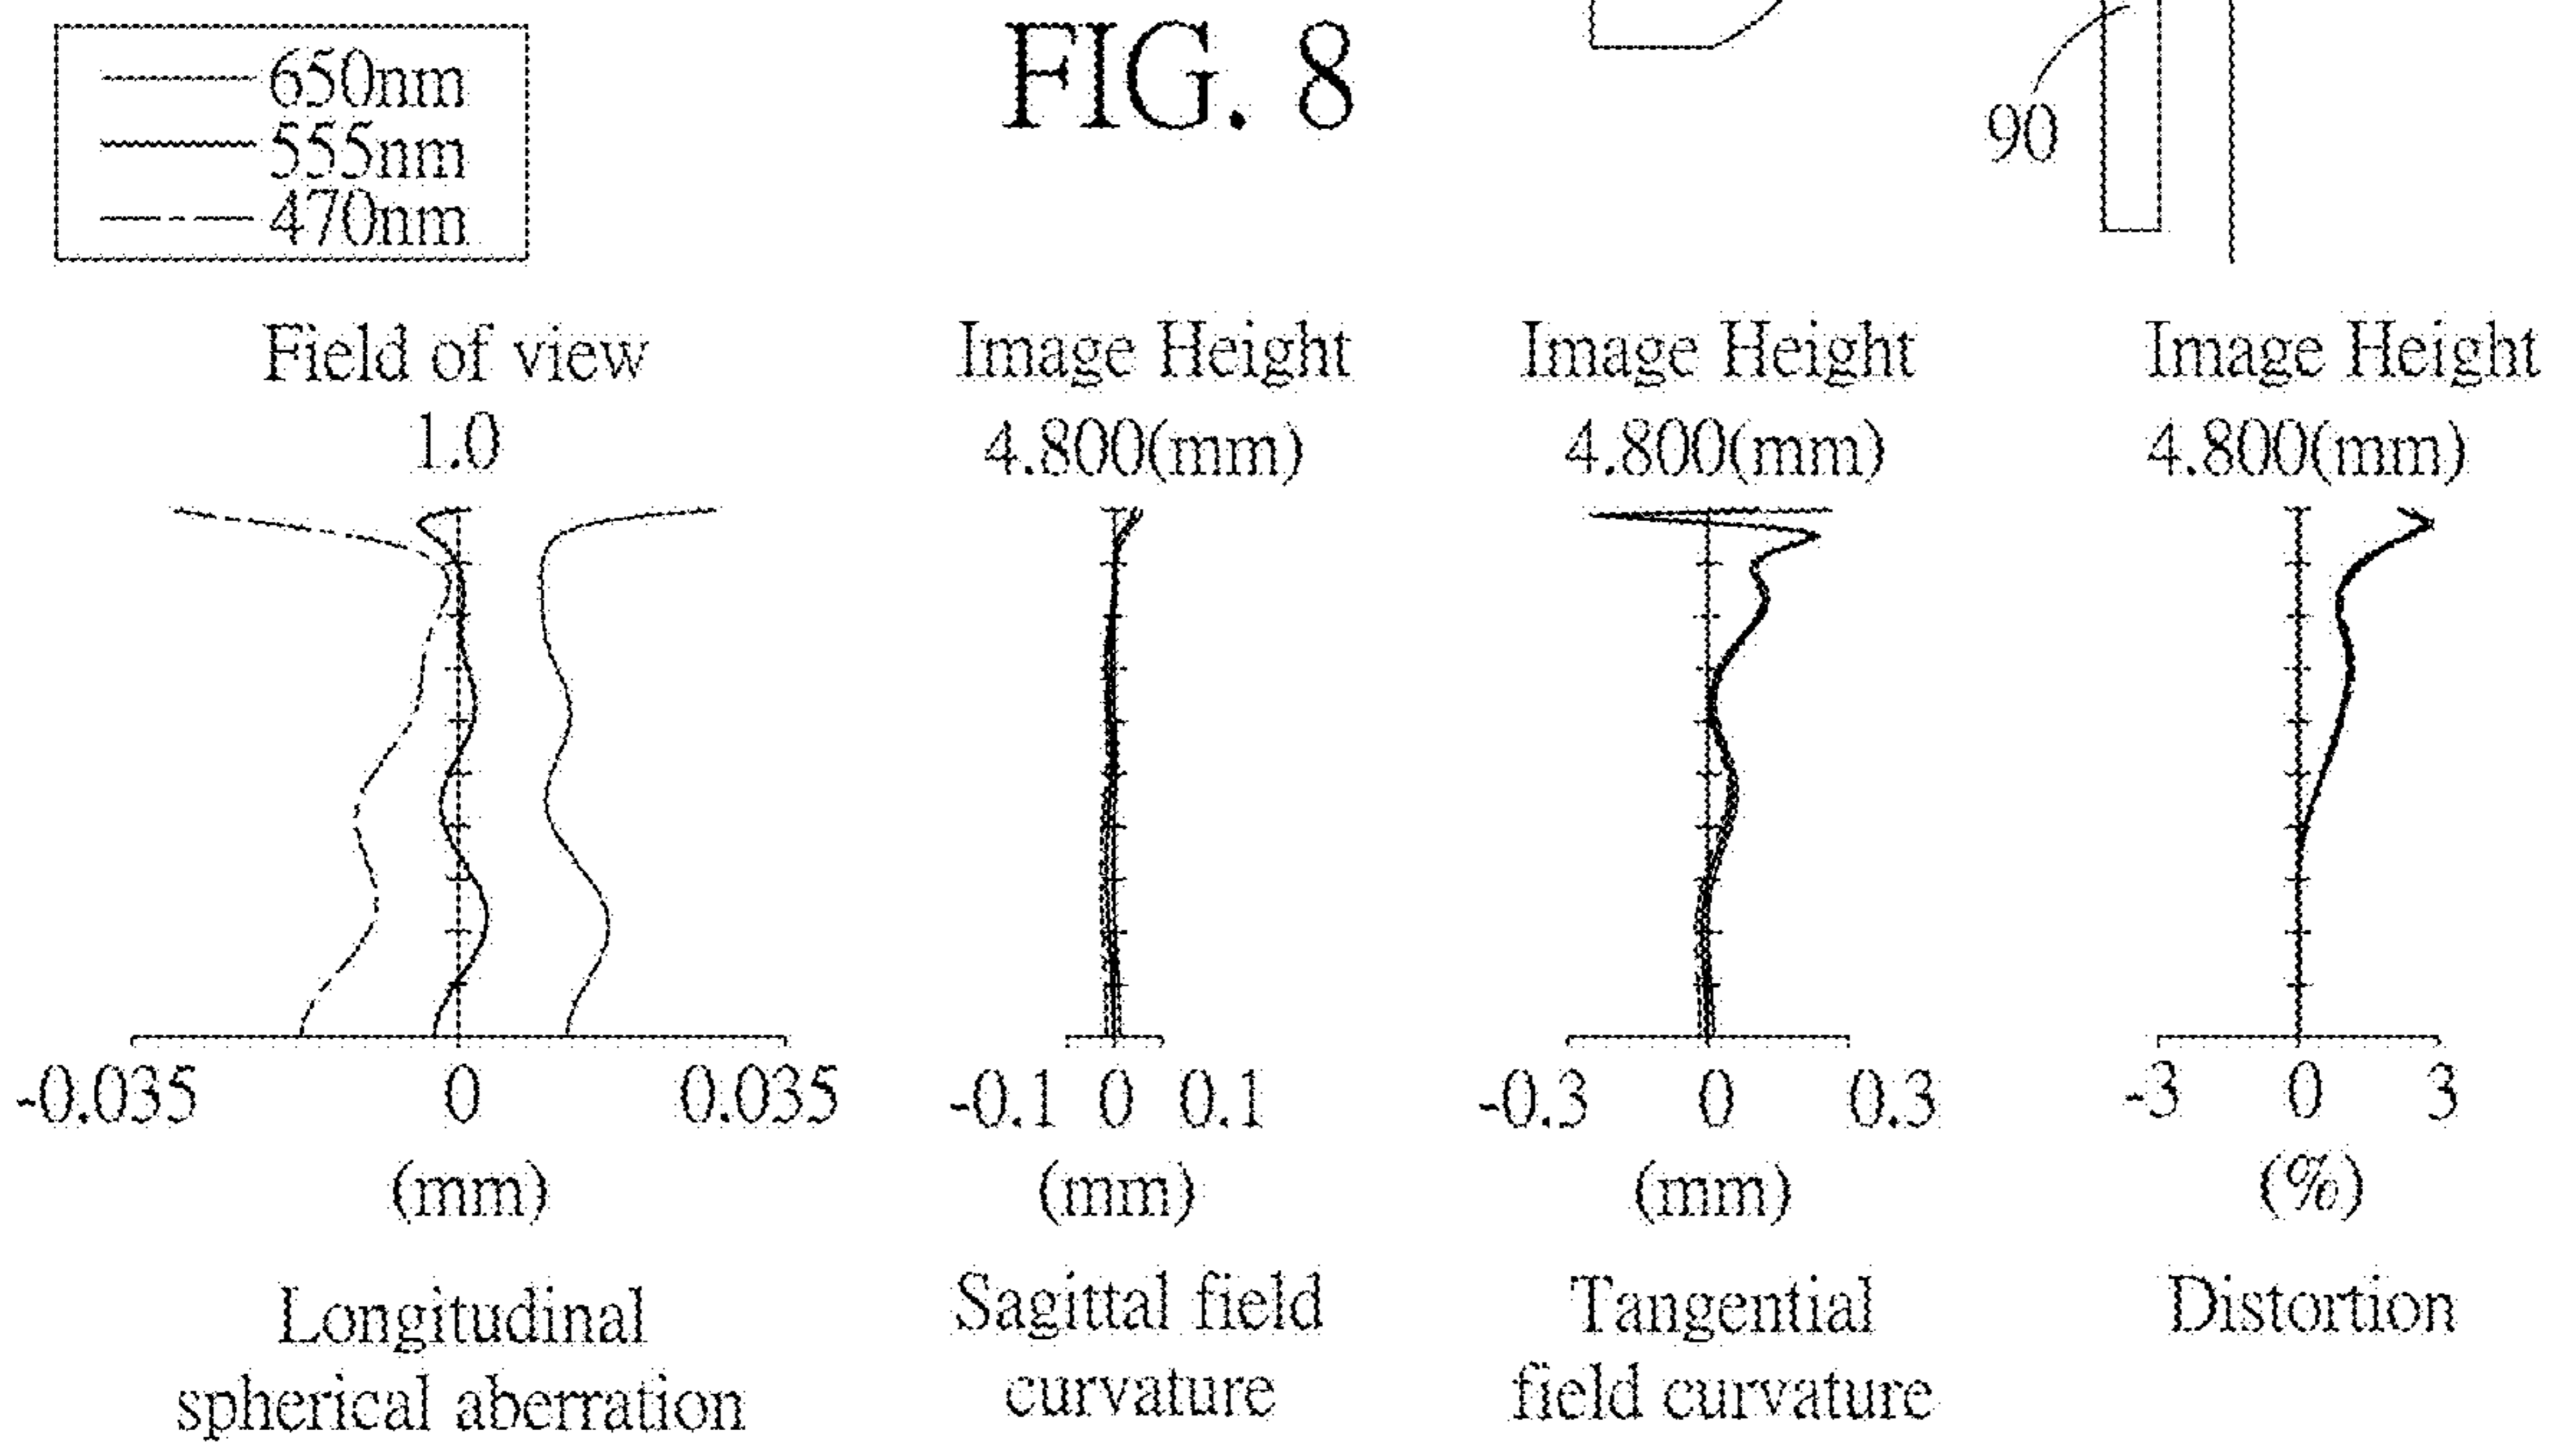 FIG. 8
650nm
555nm
470nm
90
Field of view
1.0
-0.035 0 0.035
(mm)
Longitudinal
spherical aberration
Image Height
4.800(mm)
-0.1 0 0.1
(mm)
Sagittal field
curvature
Image Height
4.800(mm)
-0.3 0 0.3
(mm)
Tangential
field curvature
Image Height
4.800(mm)
-3 0 3
(%)
Distortion